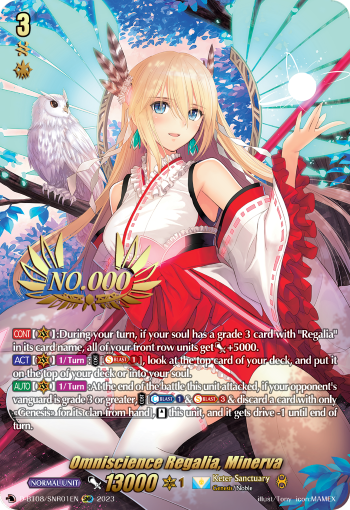 3
NO.000
CONT :During your turn, if your soul has a grade 3 card with "Regalia"
in its card name, all of your front row units get +5000.
ACT 1/Turn : BLAST 1 , look at the top card of your deck, and put it
on the top of your deck or into your soul.
AUTO 1/Turn :At the end of the battle this unit attacked, if your opponent's
vanguard is grade 3 or greater, BLAST 1 & BLAST 3 & discard a card with only
«Genesis» for its clan from hand , this unit, and it gets drive -1 until end of
turn.
Omniscience Regalia, Minerva
NORMAL UNIT 13000 1 Keter Sanctuary
Genesis / Noble
D-BT08/SNR01EN 2023 illust/Tony icon:MAMEX